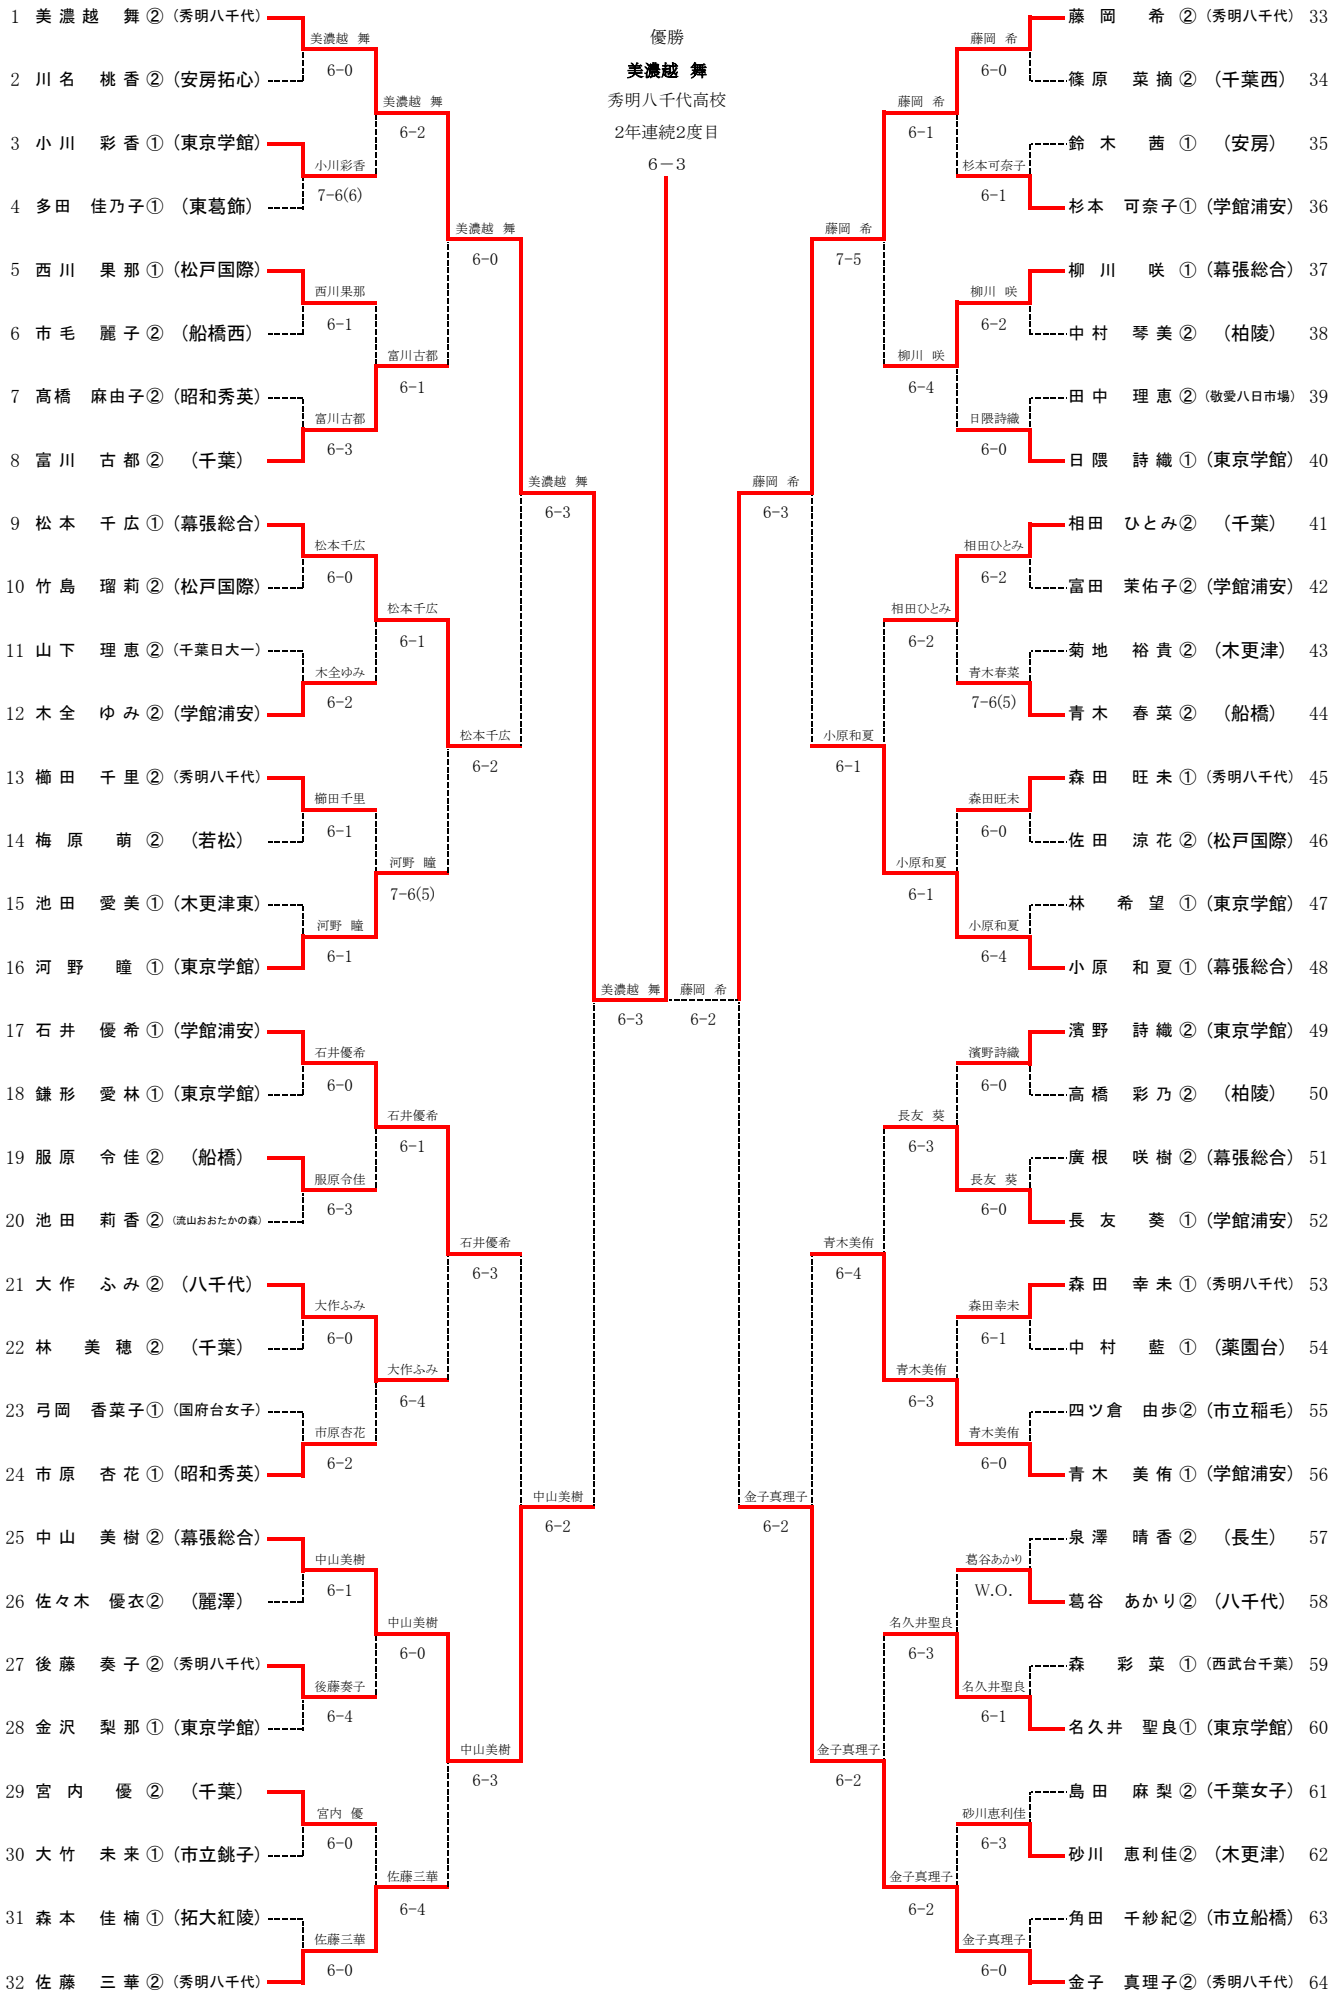 優勝
美濃越 舞
秀明八千代高校
2年連続2度目
6－3
1 美濃越 舞② (秀明八千代)
2 川名 桃香② (安房拓心)
3 小川 彩香① (東京学館)
4 多田 佳乃子① (東葛飾)
5 西川 果那① (松戸国際)
6 市毛 麗子② (船橋西)
7 髙橋 麻由子② (昭和秀英)
8 富川 古都② (千葉)
9 松本 千広① (幕張総合)
10 竹島 瑠莉② (松戸国際)
11 山下 理恵② (千葉日大一)
12 木全 ゆみ② (学館浦安)
13 櫛田 千里② (秀明八千代)
14 梅原 萌② (若松)
15 池田 愛美① (木更津東)
16 河野 瞳① (東京学館)
17 石井 優希① (学館浦安)
18 鎌形 愛林① (東京学館)
19 服原 令佳② (船橋)
20 池田 莉香② (流山おおたかの森)
21 大作 ふみ② (八千代)
22 林 美穂② (千葉)
23 弓岡 香菜子① (国府台女子)
24 市原 杏花① (昭和秀英)
25 中山 美樹② (幕張総合)
26 佐々木 優衣② (麗澤)
27 後藤 奏子② (秀明八千代)
28 金沢 梨那① (東京学館)
29 宮内 優② (千葉)
30 大竹 未来① (市立銚子)
31 森本 佳楠① (拓大紅陵)
32 佐藤 三華② (秀明八千代)
美濃越 舞
6-0
小川彩香
7-6(6)
西川果那
6-1
富川古都
6-3
松本千広
6-0
木全ゆみ
6-2
櫛田千里
6-1
河野 瞳
6-1
石井優希
6-0
服原令佳
6-3
大作ふみ
6-0
市原杏花
6-2
中山美樹
6-1
後藤奏子
6-4
宮内 優
6-0
佐藤三華
6-0
美濃越 舞
6-2
富川古都
6-1
松本千広
6-1
河野 瞳
7-6(5)
石井優希
6-1
大作ふみ
6-4
中山美樹
6-0
佐藤三華
6-4
美濃越 舞
6-0
松本千広
6-2
石井優希
6-3
中山美樹
6-3
美濃越 舞
6-3
中山美樹
6-2
美濃越 舞
6-3
藤岡 希
6-2
藤岡 希
6-3
金子真理子
6-2
藤岡 希
7-5
小原和夏
6-1
青木美侑
6-4
金子真理子
6-2
藤岡 希
6-1
柳川 咲
6-4
相田ひとみ
6-2
小原和夏
6-1
長友 葵
6-3
青木美侑
6-3
名久井聖良
6-3
金子真理子
6-2
藤岡 希
6-0
杉本可奈子
6-1
柳川 咲
6-2
日隈詩織
6-0
相田ひとみ
6-2
青木春菜
7-6(5)
森田旺未
6-0
小原和夏
6-4
濱野詩織
6-0
長友 葵
6-0
森田幸未
6-1
青木美侑
6-0
葛谷あかり
W.O.
名久井聖良
6-1
砂川恵利佳
6-3
金子真理子
6-0
藤岡 希② (秀明八千代) 33
篠原 菜摘② (千葉西) 34
鈴木 茜① (安房) 35
杉本 可奈子① (学館浦安) 36
柳川 咲① (幕張総合) 37
中村 琴美② (柏陵) 38
田中 理恵② (敬愛八日市場) 39
日隈 詩織① (東京学館) 40
相田 ひとみ② (千葉) 41
富田 茉佑子② (学館浦安) 42
菊地 裕貴② (木更津) 43
青木 春菜② (船橋) 44
森田 旺未① (秀明八千代) 45
佐田 涼花② (松戸国際) 46
林 希望① (東京学館) 47
小原 和夏① (幕張総合) 48
濱野 詩織② (東京学館) 49
高橋 彩乃② (柏陵) 50
廣根 咲樹② (幕張総合) 51
長友 葵① (学館浦安) 52
森田 幸未① (秀明八千代) 53
中村 藍① (薬園台) 54
四ツ倉 由歩② (市立稲毛) 55
青木 美侑① (学館浦安) 56
泉澤 晴香② (長生) 57
葛谷 あかり② (八千代) 58
森 彩菜① (西武台千葉) 59
名久井 聖良① (東京学館) 60
島田 麻梨② (千葉女子) 61
砂川 恵利佳② (木更津) 62
角田 千紗紀② (市立船橋) 63
金子 真理子② (秀明八千代) 64